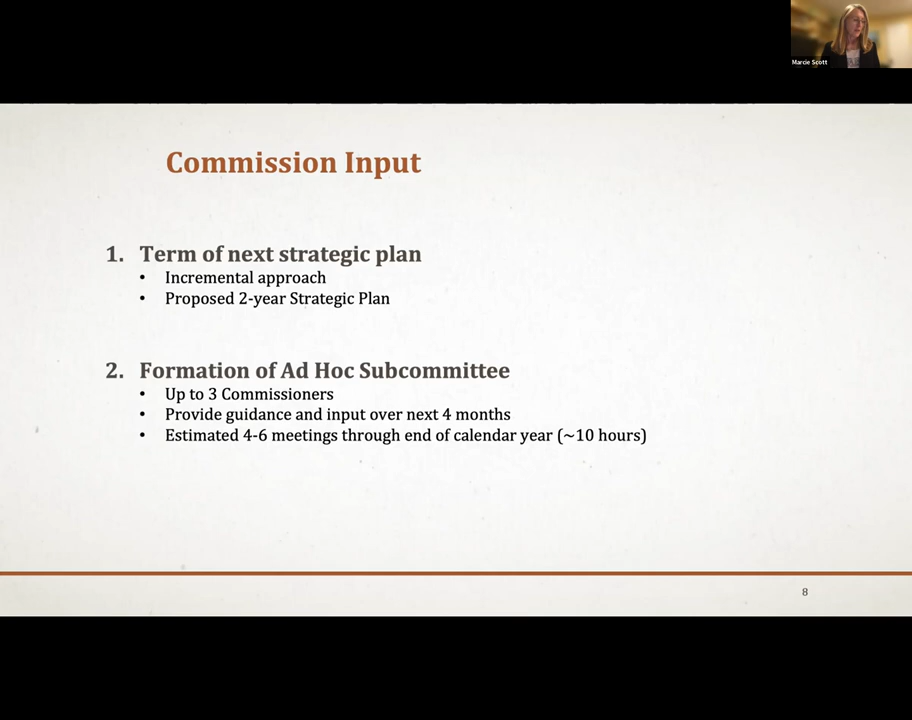 Marcie Scott
Commission Input
1. Term of next strategic plan
• Incremental approach
• Proposed 2-year Strategic Plan
2. Formation of Ad Hoc Subcommittee
• Up to 3 Commissioners
• Provide guidance and input over next 4 months
• Estimated 4-6 meetings through end of calendar year (~10 hours)
8